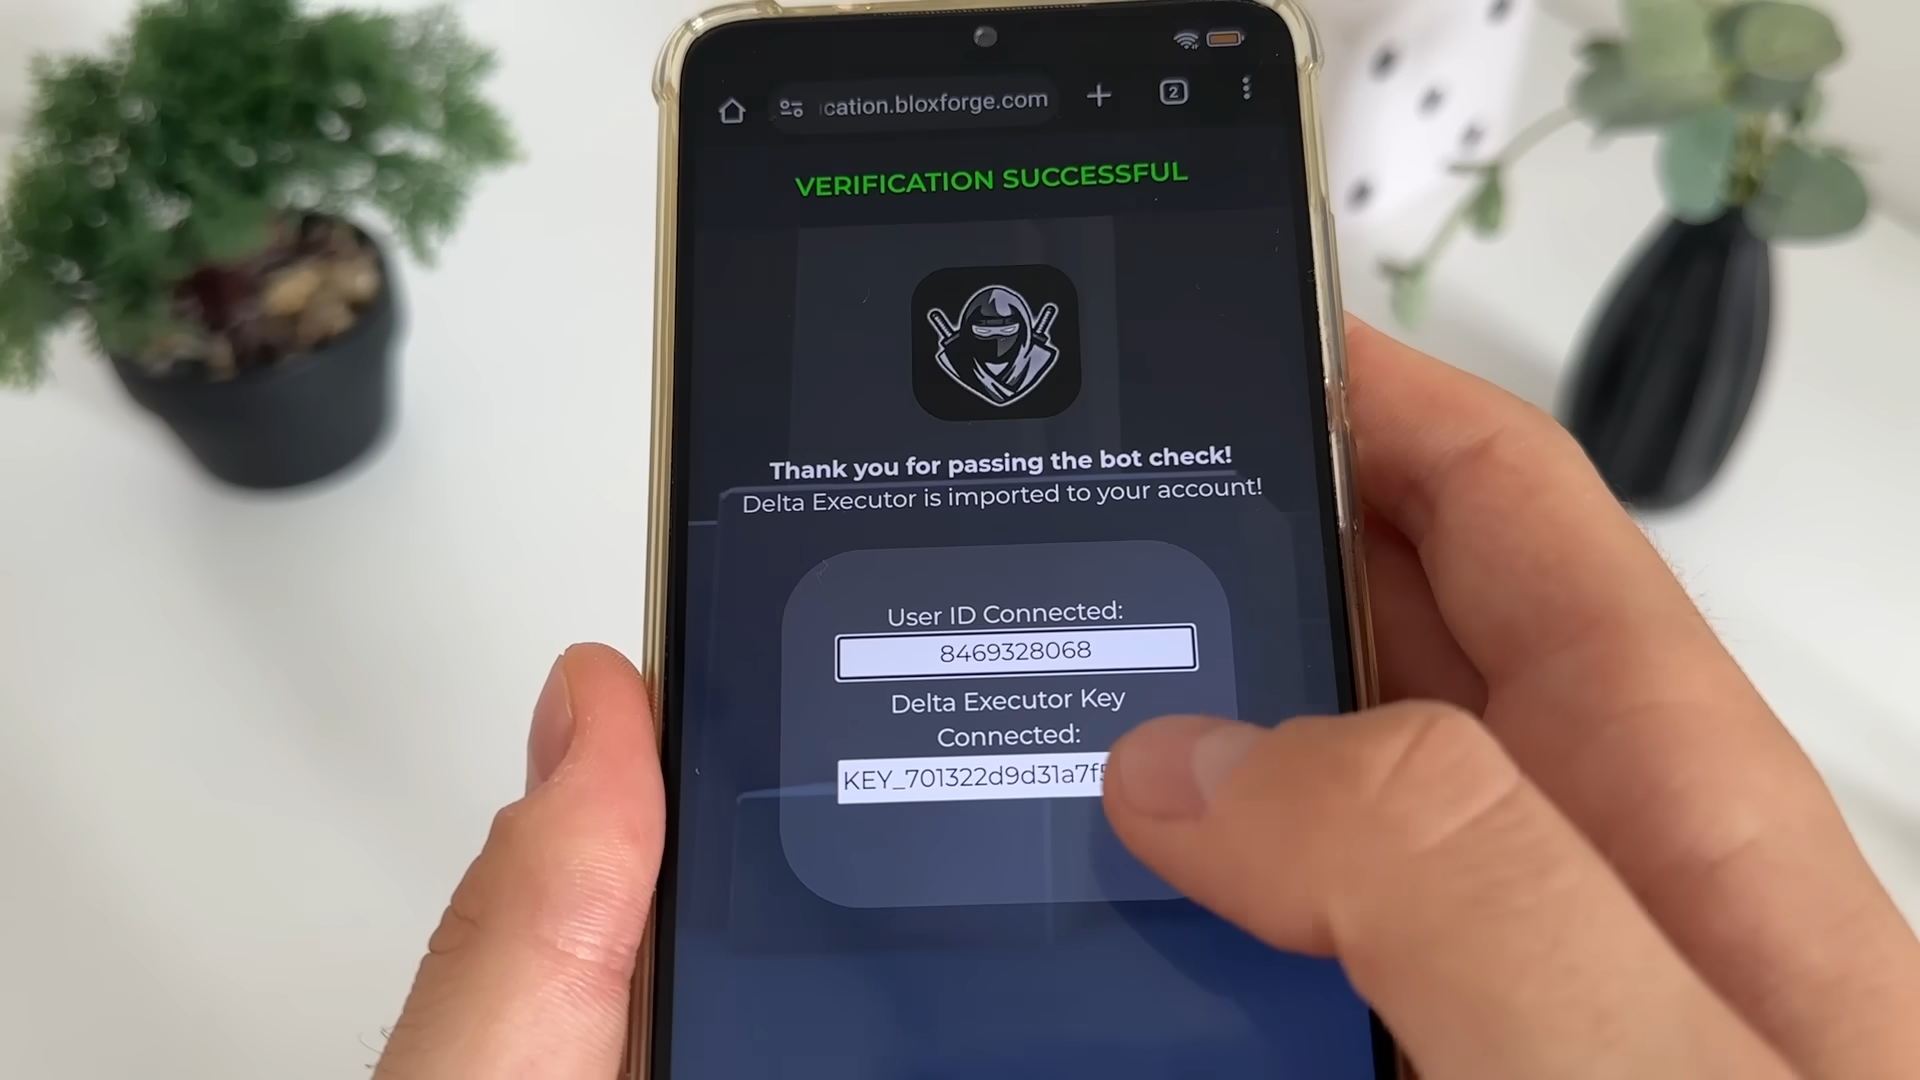 ication.bloxforge.com
2
VERIFICATION SUCCESSFUL
Thank you for passing the bot check!
Delta Executor is imported to your account!
User ID Connected:
8469328068
Delta Executor Key
Connected:
KEY_701322d9d31a7f5